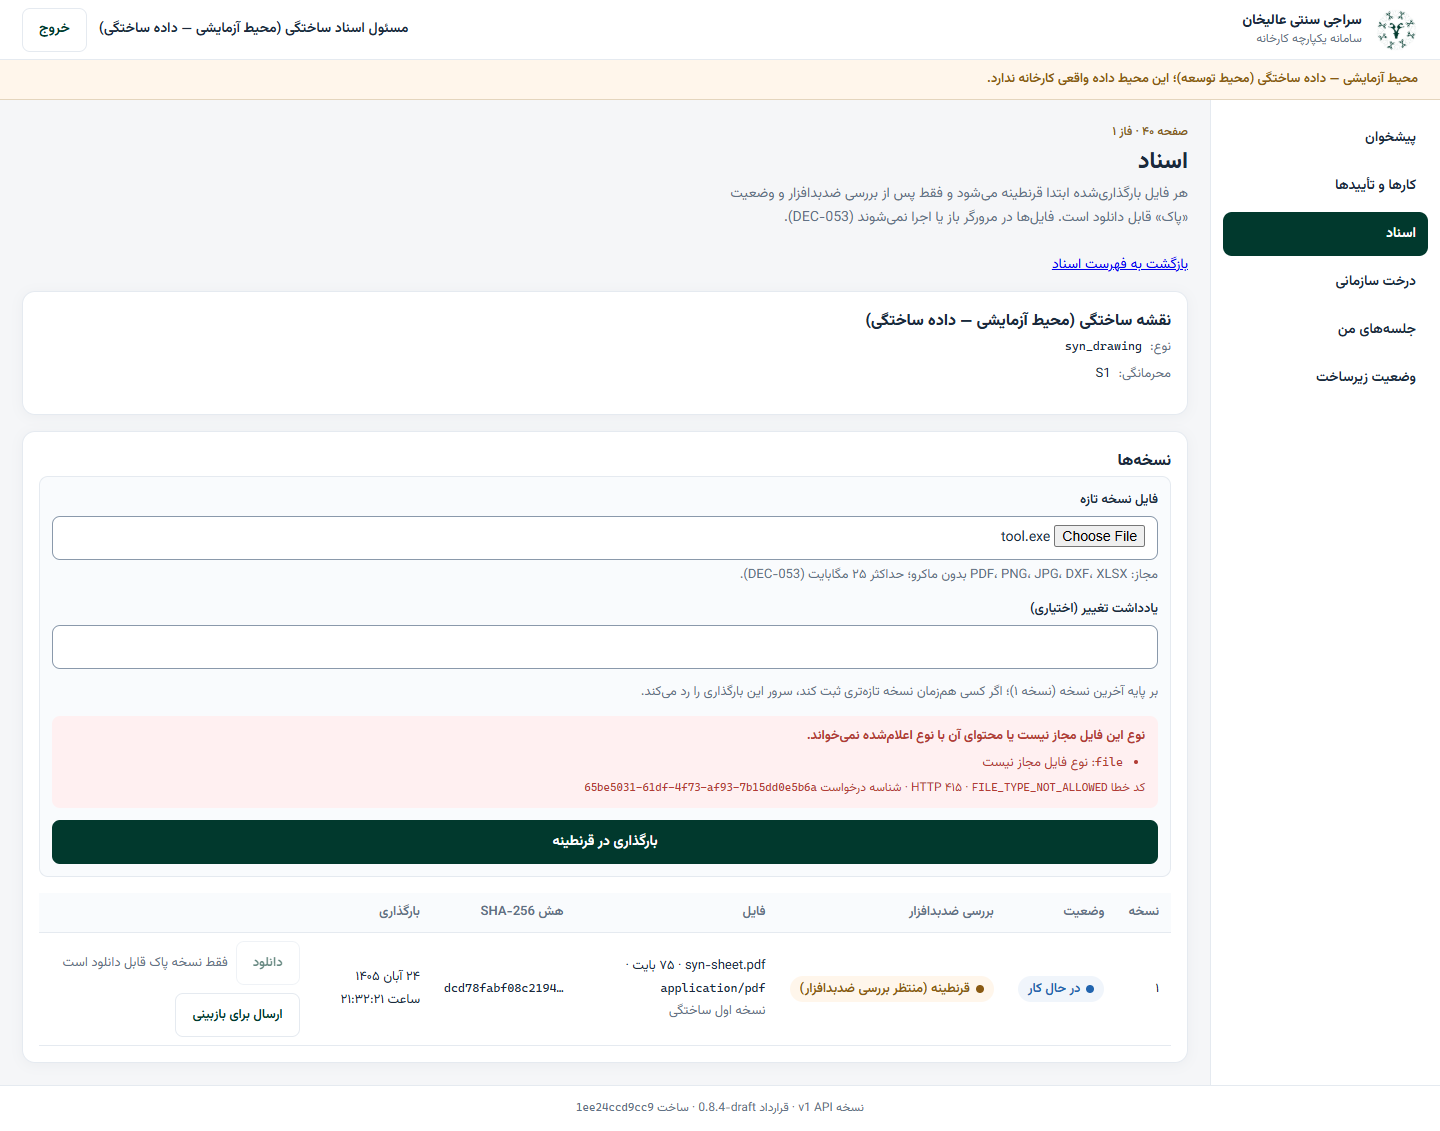 سراجی سنتی عالیخان
سامانه یکپارچه کارخانه
مسئول اسناد ساختگی (محیط آزمایشی – داده ساختگی)
خروج
محیط آزمایشی – داده ساختگی (محیط توسعه)؛ این محیط داده واقعی کارخانه ندارد.
پیشخوان
کارها و تأییدها
اسناد
درخت سازمانی
جلسه‌های من
وضعیت زیرساخت
صفحه ۴۰ · فاز ۱
اسناد
هر فایل بارگذاری‌شده ابتدا قرنطینه می‌شود و فقط پس از بررسی ضدبدافزار و وضعیت
«پاک» قابل دانلود است. فایل‌ها در مرورگر باز یا اجرا نمی‌شوند (DEC-053).
بازگشت به فهرست اسناد
نقشه ساختگی (محیط آزمایشی – داده ساختگی)
نوع: syn_drawing
محرمانگی: S1
نسخه‌ها
فایل نسخه تازه
Choose File tool.exe
مجاز: PDF، PNG، JPG، DXF، XLSX بدون ماکرو؛ حداکثر ۲۵ مگابایت (DEC-053).
یادداشت تغییر (اختیاری)
بر پایه آخرین نسخه (نسخه ۱)؛ اگر کسی هم‌زمان نسخه تازه‌تری ثبت کند، سرور این بارگذاری را رد می‌کند.
نوع این فایل مجاز نیست یا محتوای آن با نوع اعلام‌شده نمی‌خواند.
• file: نوع فایل مجاز نیست
کد خطا FILE_TYPE_NOT_ALLOWED · HTTP ۴۱۵ · شناسه درخواست 65be5031-61df-4f73-af93-7b15dd0e5b6a
بارگذاری در قرنطینه
نسخه وضعیت بررسی ضدبدافزار فایل هش SHA-256 بارگذاری
۱
در حال کار
قرنطینه (منتظر بررسی ضدبدافزار)
syn-sheet.pdf · ۷۵ بایت ·
application/pdf
نسخه اول ساختگی
dcd78fabf08c2194…
۲۴ آبان ۱۴۰۵
ساعت ۲۱:۳۲:۲۱
دانلود فقط نسخه پاک قابل دانلود است
ارسال برای بازبینی
نسخه v1 API · قرارداد 0.8.4-draft · ساخت 1ee24ccd9cc9